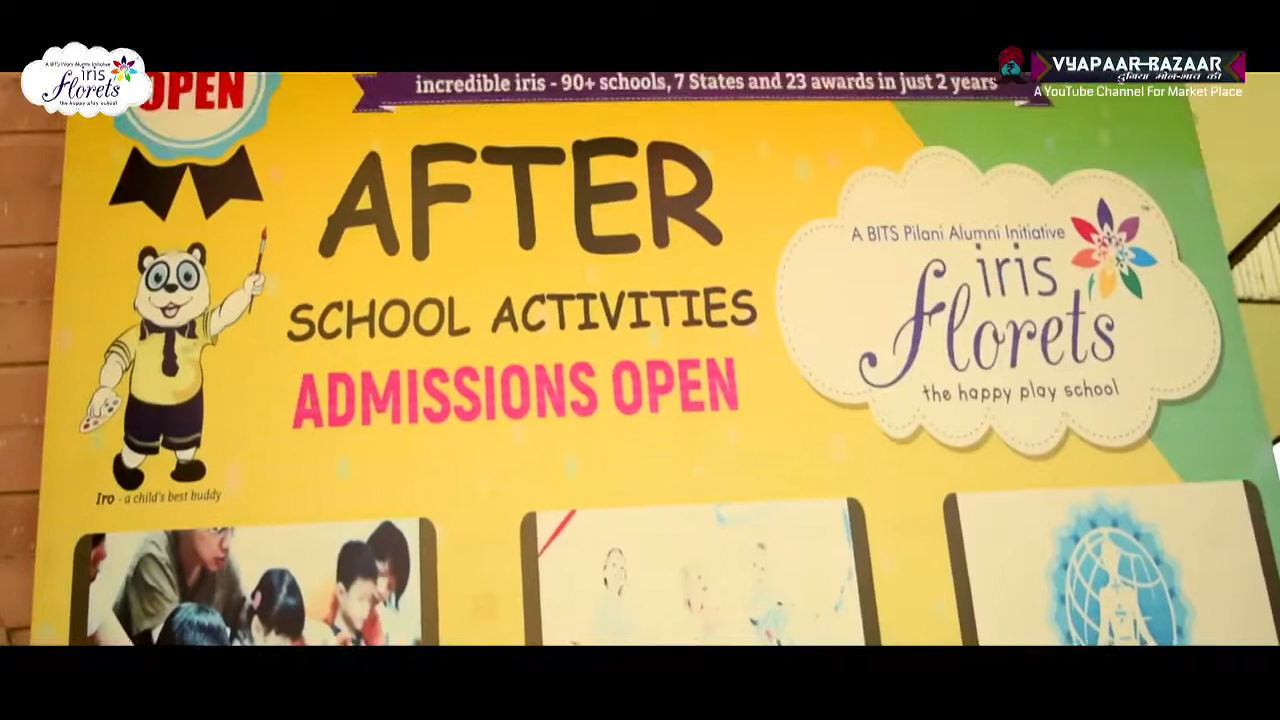 A BITS Pilani Alumni Initiative
iris
florets
the happy play school
OPEN
incredible iris - 90+ schools, 7 States and 23 awards in just 2 years
VYAPAAR-BAZAAR
दुनिया मोल-भाव की
A YouTube Channel For Market Place
AFTER
SCHOOL ACTIVITIES
ADMISSIONS OPEN
A BITS Pilani Alumni Initiative
iris
TM
florets
the happy play school
Iro - a child's best buddy